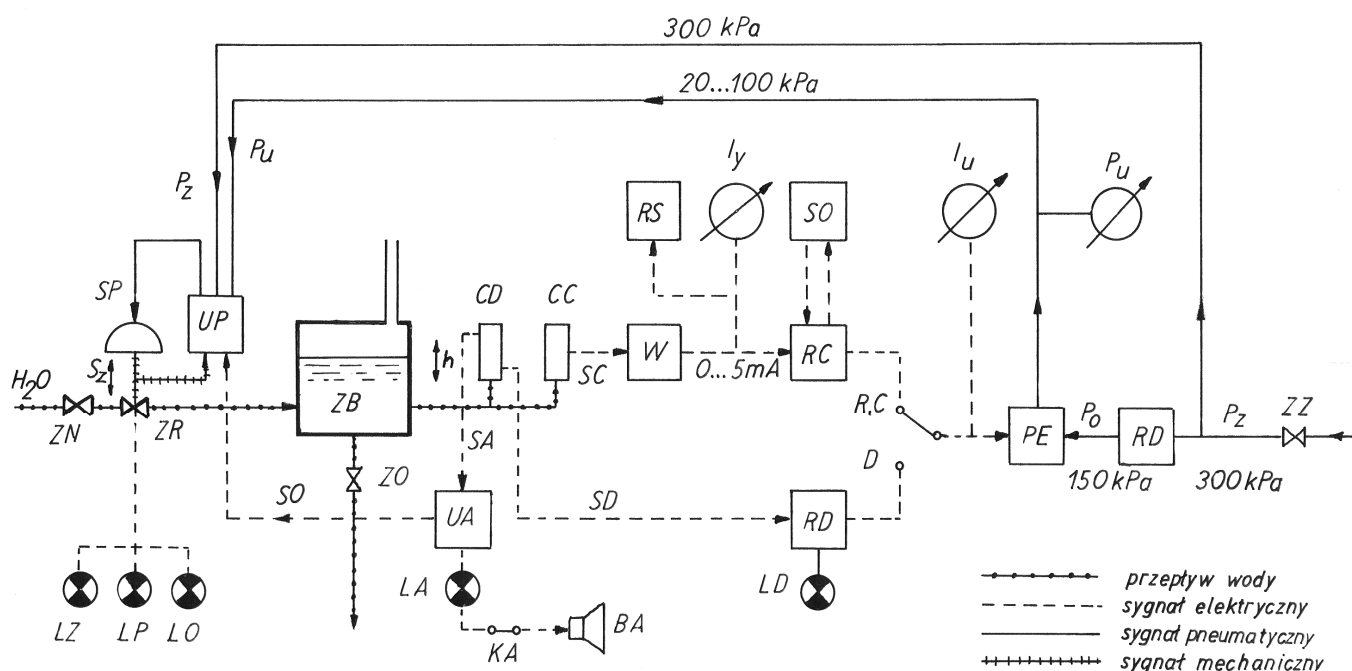 300 kPa
20...100 kPa
Pu
Pz
Iy
Iu
Pu
RS
SO
SP
UP
CD
CC
W
RC
SC
0...5mA
h
Sz
H2O
ZN
ZR
ZB
R,C
PE
Po
RD
Pz
ZZ
150 kPa
300 kPa
D
SA
ZO
SO
UA
SD
RD
LA
LD
LZ
LP
LO
KA
BA
przepływ wody
sygnał elektryczny
sygnał pneumatyczny
sygnał mechaniczny